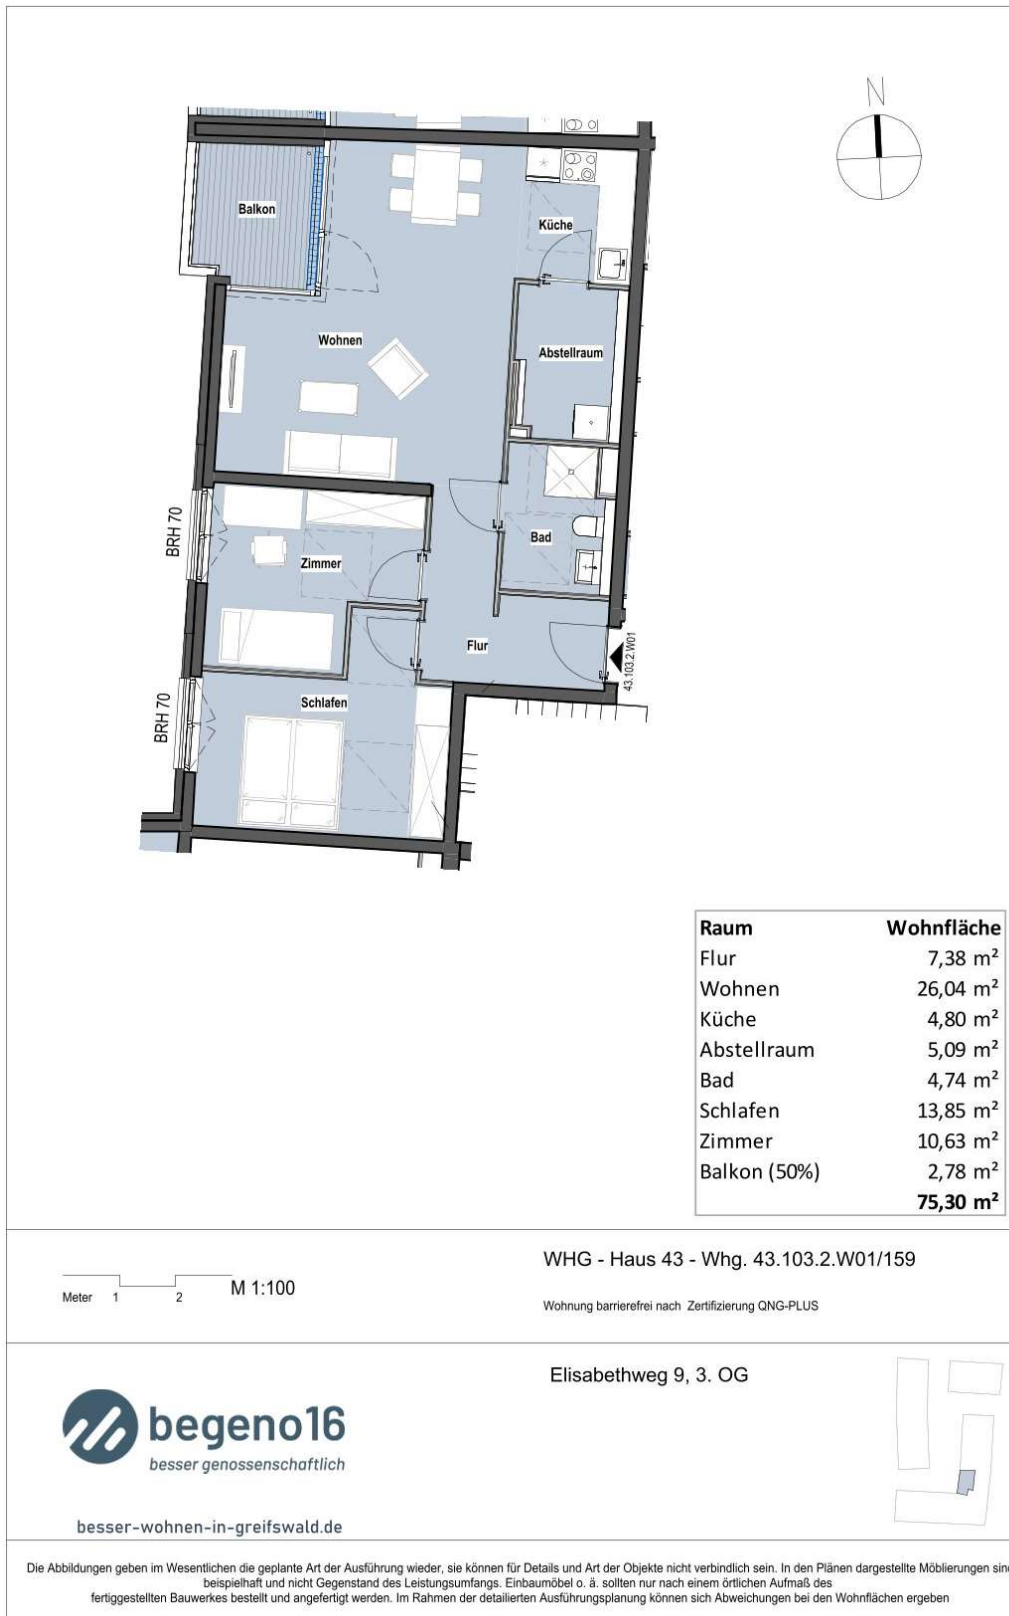 N
Balkon
Küche
Wohnen
Abstellraum
BRH 70
Bad
Zimmer
Flur
43.103.2.W01
BRH 70
Schlafen
Raum Wohnfläche
Flur 7,38 m²
Wohnen 26,04 m²
Küche 4,80 m²
Abstellraum 5,09 m²
Bad 4,74 m²
Schlafen 13,85 m²
Zimmer 10,63 m²
Balkon (50%) 2,78 m²
75,30 m²
Meter 1 2 M 1:100
WHG - Haus 43 - Whg. 43.103.2.W01/159
Wohnung barrierefrei nach Zertifizierung QNG-PLUS
Elisabethweg 9, 3. OG
begeno16
besser genossenschaftlich
besser-wohnen-in-greifswald.de
Die Abbildungen geben im Wesentlichen die geplante Art der Ausführung wieder, sie können für Details und Art der Objekte nicht verbindlich sein. In den Plänen dargestellte Möblierungen sind
beispielhaft und nicht Gegenstand des Leistungsumfangs. Einbaumöbel o. ä. sollten nur nach einem örtlichen Aufmaß des
fertiggestellten Bauwerkes bestellt und angefertigt werden. Im Rahmen der detailierten Ausführungsplanung können sich Abweichungen bei den Wohnflächen ergeben